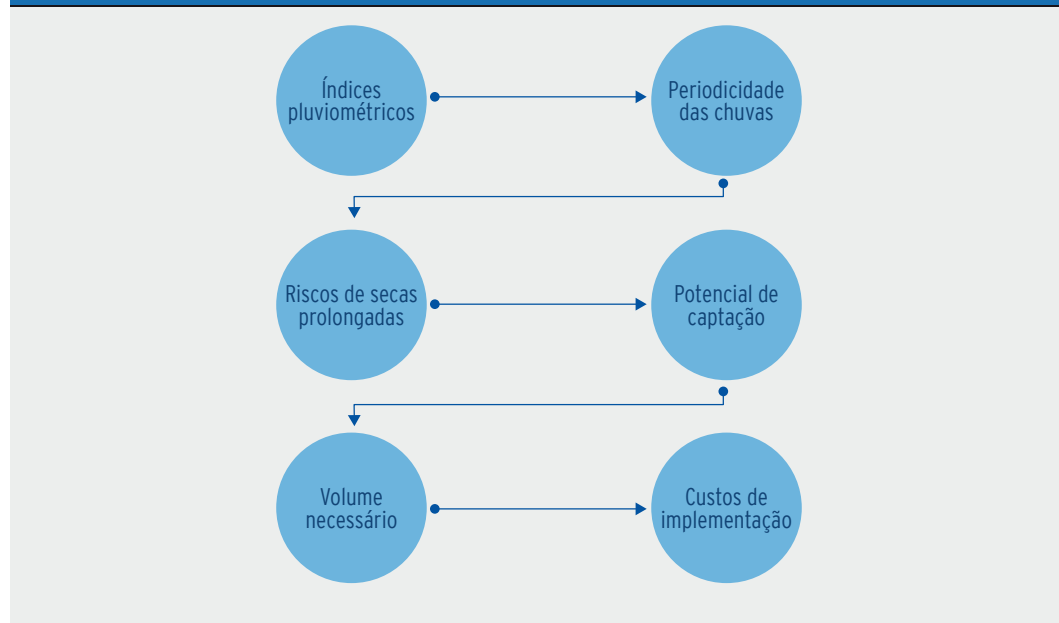 Índices
pluviométricos
Periodicidade
das chuvas
Riscos de secas
prolongadas
Potencial de
captação
Volume
necessário
Custos de
implementação